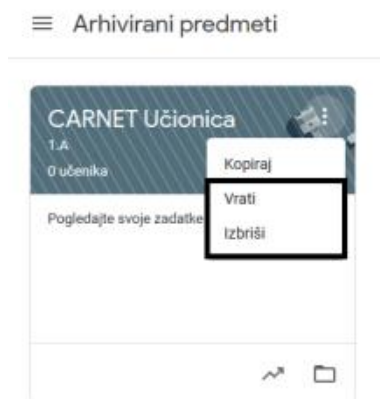 Arhivirani predmeti
CARNET Učionica
1.A
0 učenika
Kopiraj
Vrati
Izbriši
Pogledajte svoje zadatke